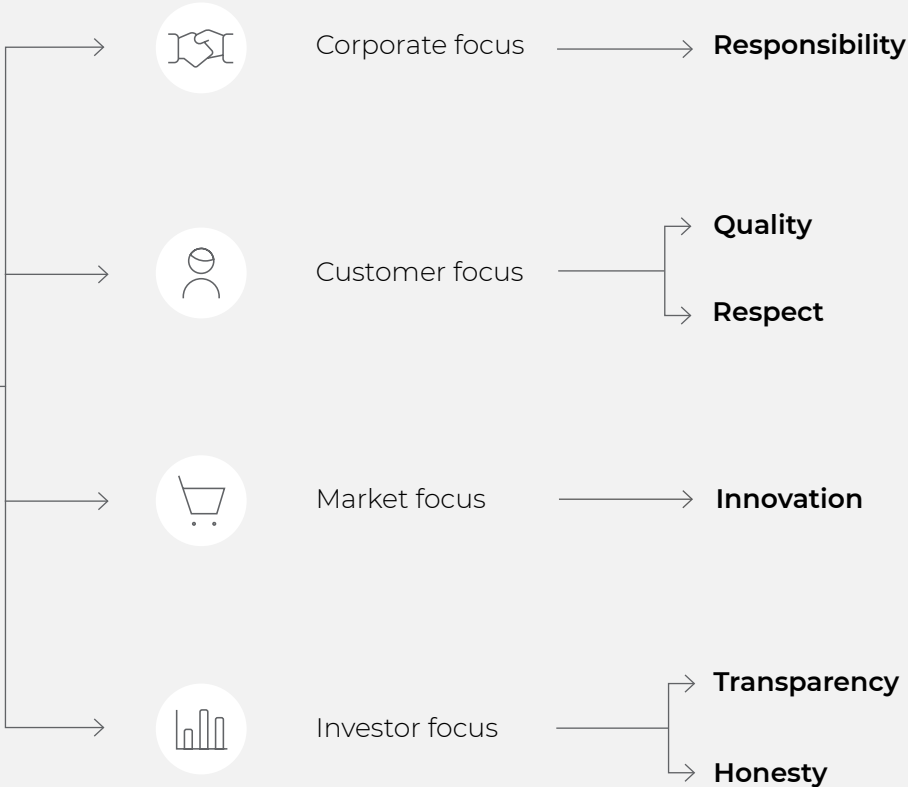 Corporate focus
Responsibility
Customer focus
Quality
Respect
Market focus
Innovation
Investor focus
Transparency
Honesty